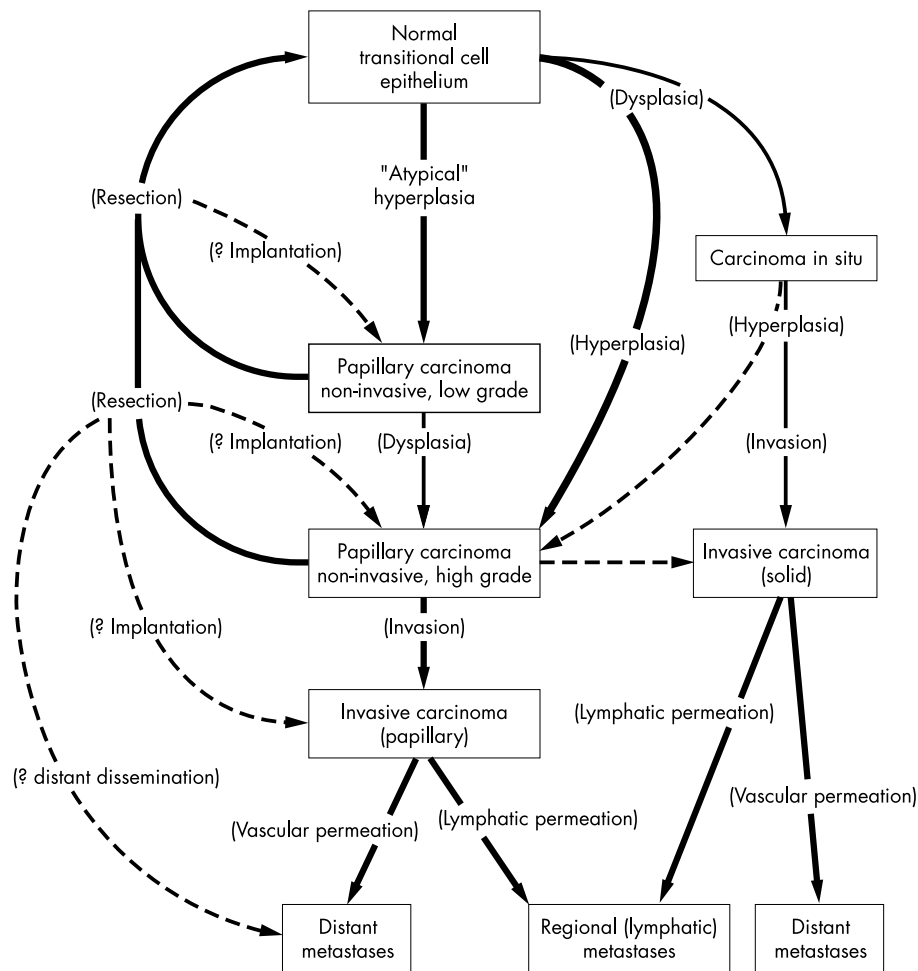 Normal
transitional cell
epithelium
(Dysplasia)
"Atypical"
hyperplasia
(Resection)
(? Implantation)
Carcinoma in situ
(Hyperplasia)
(Hyperplasia)
Papillary carcinoma
non-invasive, low grade
(Resection)
(? Implantation)
(Dysplasia)
(Invasion)
Papillary carcinoma
non-invasive, high grade
Invasive carcinoma
(solid)
(? Implantation)
(Invasion)
Invasive carcinoma
(papillary)
(Lymphatic permeation)
(? distant dissemination)
(Vascular permeation)
(Lymphatic permeation)
(Vascular permeation)
Distant
metastases
Regional (lymphatic)
metastases
Distant
metastases